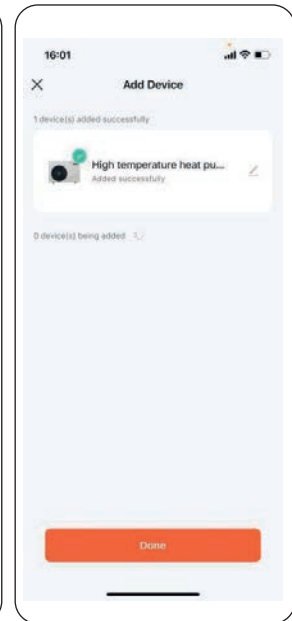 16:01
Add Device
1 device(s) added successfully
High temperature heat pu...
Added successfully
0 device(s) being added
Done